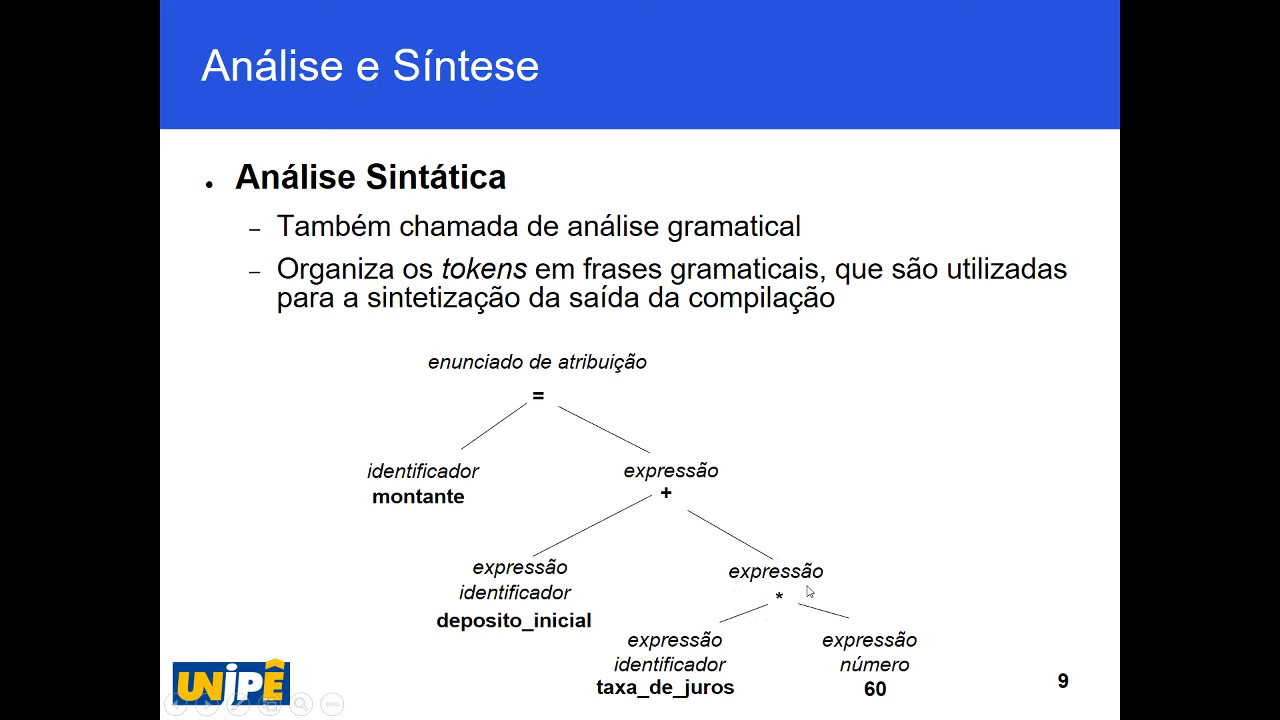 Análise e Síntese
• Análise Sintática
– Também chamada de análise gramatical
– Organiza os tokens em frases gramaticais, que são utilizadas
para a sintetização da saída da compilação
enunciado de atribuição
=
identificador expressão
montante +
expressão expressão
identificador *
deposito_inicial
expressão expressão
identificador número
taxa_de_juros 60
UNIPÊ
9